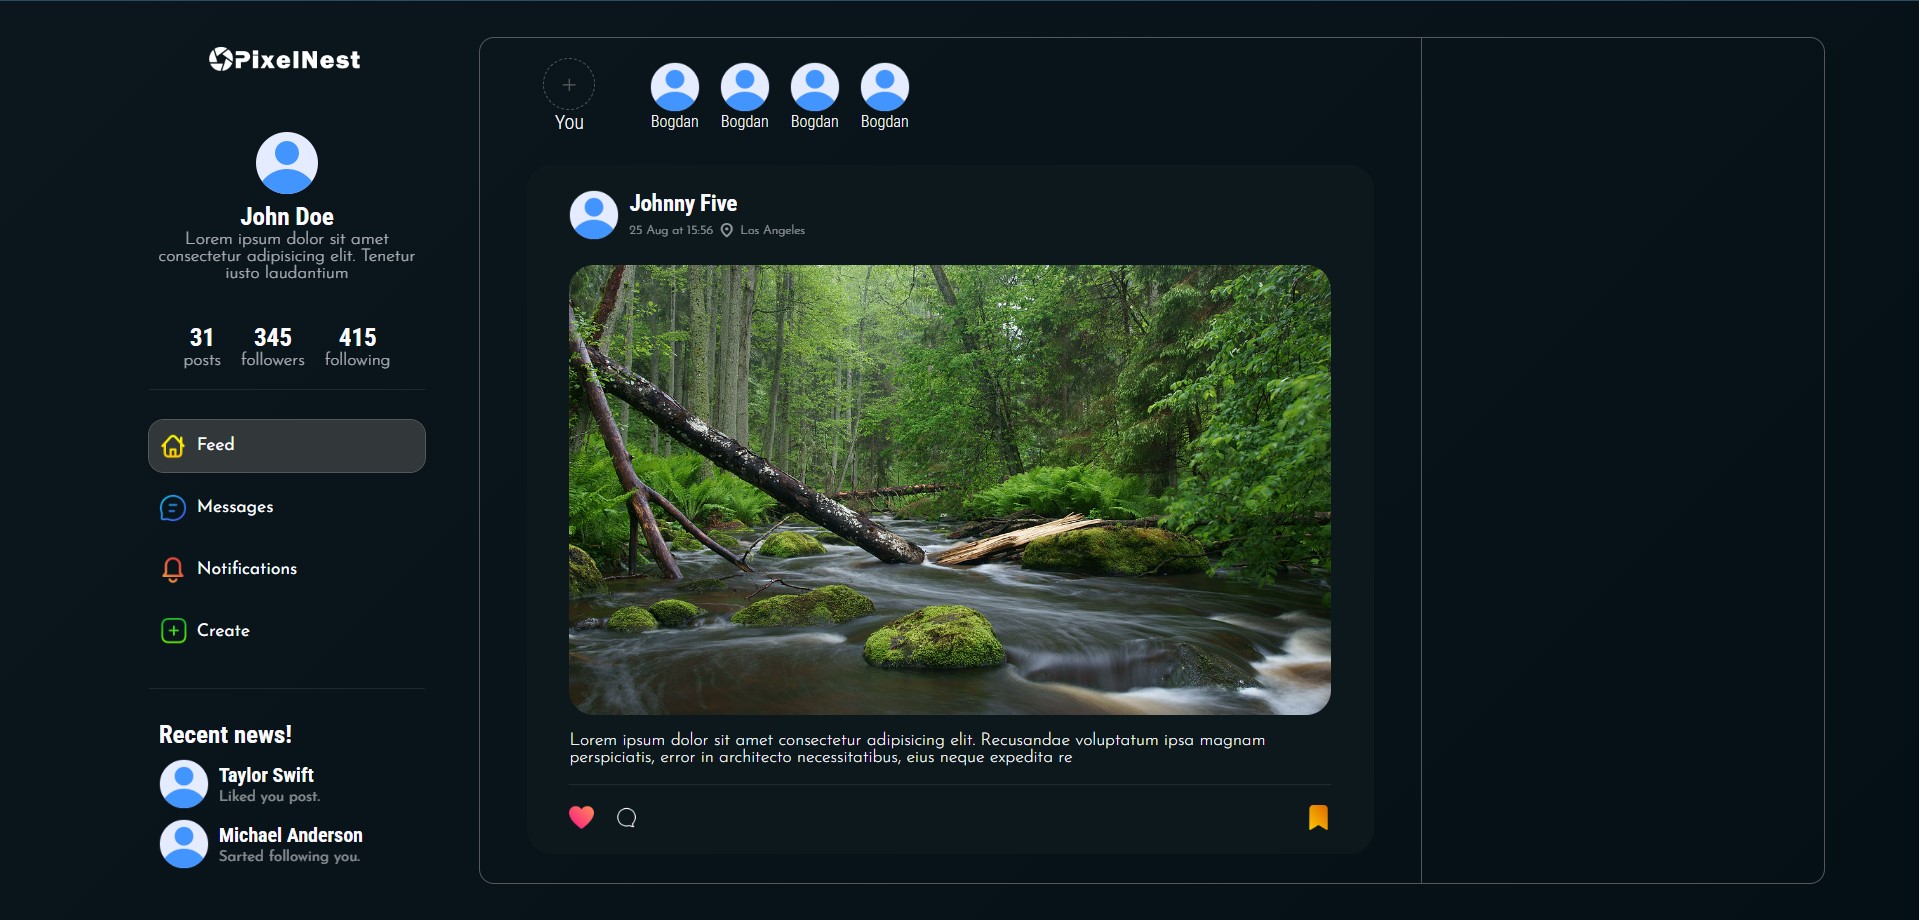 PixelNest
John Doe
Lorem ipsum dolor sit amet
consectetur adipisicing elit. Tenetur
iusto laudantium
31 345 415
posts followers following
Feed
Messages
Notifications
Create
Recent news!
Taylor Swift
Liked you post.
Michael Anderson
Sarted following you.
You
Bogdan Bogdan Bogdan Bogdan
Johnny Five
25 Aug at 15:56 Los Angeles
Lorem ipsum dolor sit amet consectetur adipisicing elit. Recusandae voluptatum ipsa magnam
perspiciatis, error in architecto necessitatibus, eius neque expedita re